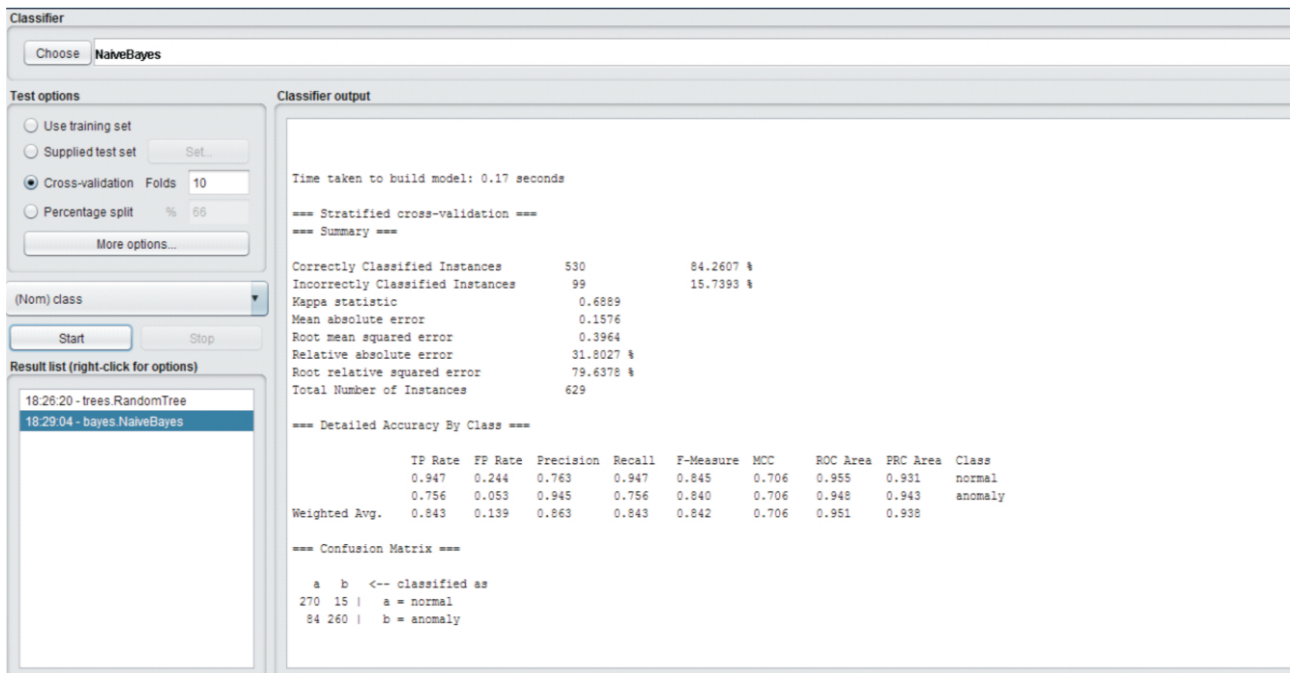 Classifier
Choose NaiveBayes
Test options
Use training set
Supplied test set Set...
Cross-validation Folds 10
Percentage split % 66
More options...
(Nom) class
Start Stop
Result list (right-click for options)
18:26:20 - trees.RandomTree
18:29:04 - bayes.NaiveBayes
Classifier output
Time taken to build model: 0.17 seconds
=== Stratified cross-validation ===
=== Summary ===
Correctly Classified Instances 530 84.2607 %
Incorrectly Classified Instances 99 15.7393 %
Kappa statistic 0.6889
Mean absolute error 0.1576
Root mean squared error 0.3964
Relative absolute error 31.8027 %
Root relative squared error 79.6378 %
Total Number of Instances 629
=== Detailed Accuracy By Class ===
TP Rate FP Rate Precision Recall F-Measure MCC ROC Area PRC Area Class
0.947 0.244 0.763 0.947 0.845 0.706 0.955 0.931 normal
0.756 0.053 0.945 0.756 0.840 0.706 0.948 0.943 anomaly
Weighted Avg. 0.843 0.139 0.863 0.843 0.842 0.706 0.951 0.938
=== Confusion Matrix ===
a b <-- classified as
270 15 | a = normal
84 260 | b = anomaly